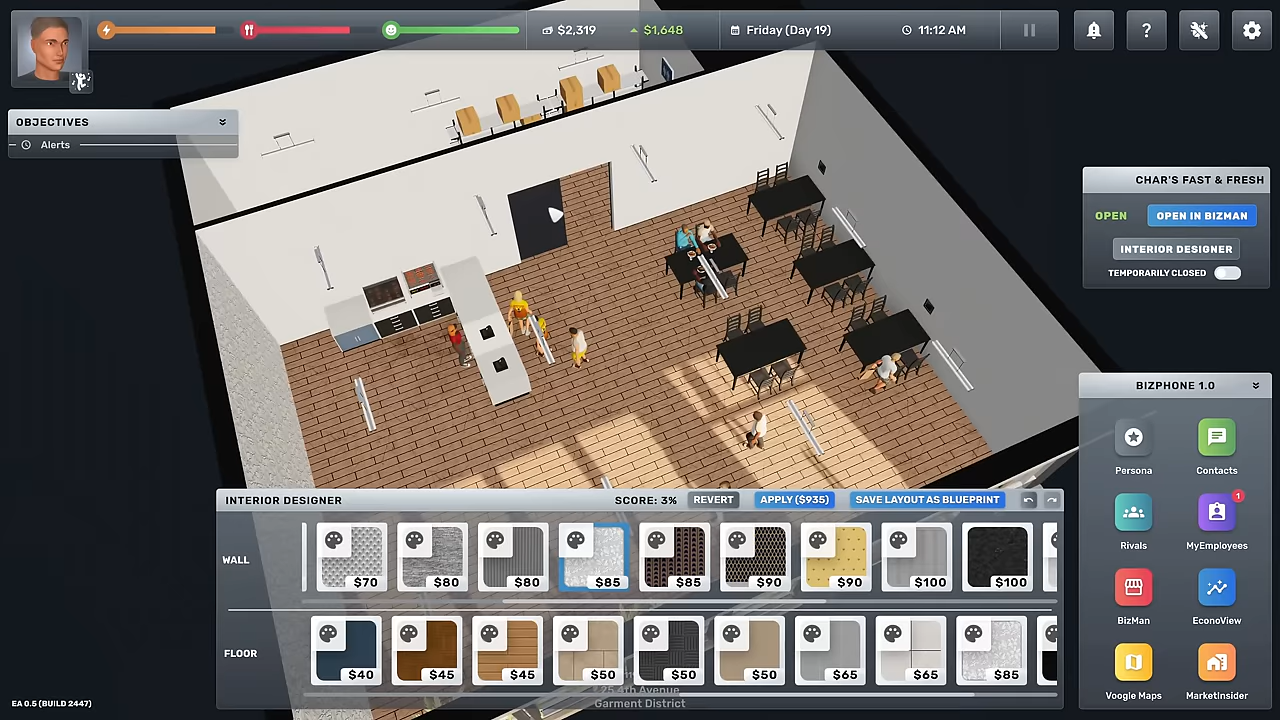 $2,319
$1,648
Friday (Day 19)
11:12 AM
?
OBJECTIVES
Alerts
CHAR'S FAST & FRESH
OPEN
OPEN IN BIZMAN
INTERIOR DESIGNER
TEMPORARILY CLOSED
BIZPHONE 1.0
Persona
Contacts
1
Rivals
MyEmployees
BizMan
EconoView
Voogle Maps
MarketInsider
INTERIOR DESIGNER
SCORE: 3%
REVERT
APPLY ($935)
SAVE LAYOUT AS BLUEPRINT
WALL
$70
$80
$80
$85
$85
$90
$90
$100
$100
FLOOR
$40
$45
$45
$50
$50
$50
$65
$65
$85
25 4th Avenue
Garment District
EA 0.5 (BUILD 2447)